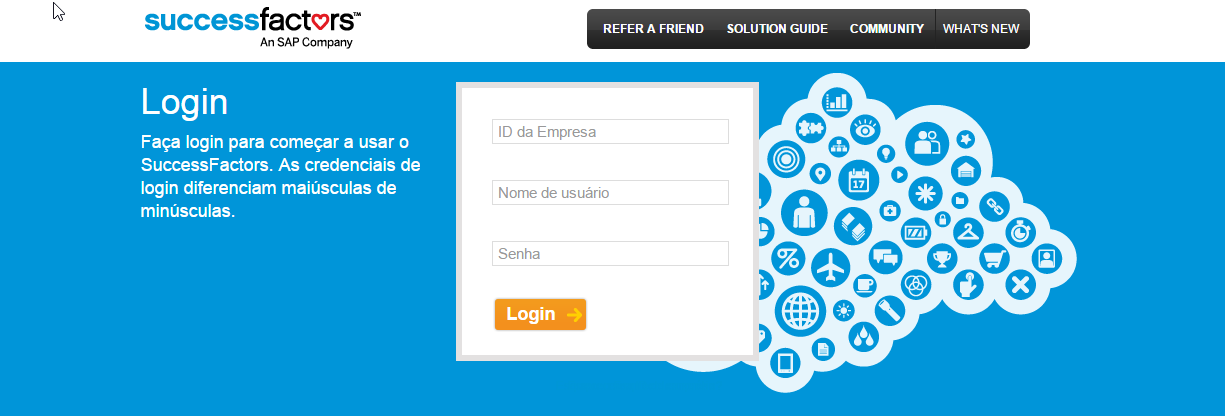 successfactors™
An SAP Company
REFER A FRIEND SOLUTION GUIDE COMMUNITY WHAT'S NEW
Login
Faça login para começar a usar o
SuccessFactors. As credenciais de
login diferenciam maiúsculas de
minúsculas.
ID da Empresa
Nome de usuário
Senha
Login
17